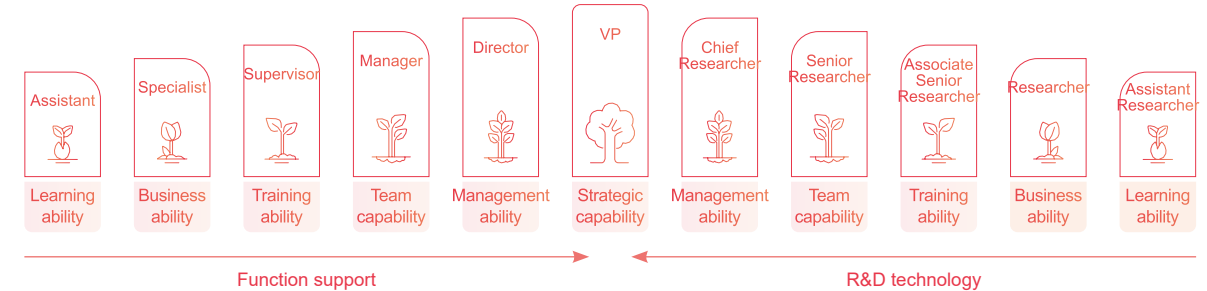 Assistant
Specialist
Supervisor
Manager
Director
VP
Chief
Researcher
Senior
Researcher
Associate
Senior
Researcher
Researcher
Assistant
Researcher
Learning
ability
Business
ability
Training
ability
Team
capability
Management
ability
Strategic
capability
Management
ability
Team
capability
Training
ability
Business
ability
Learning
ability
Function support
R&D technology